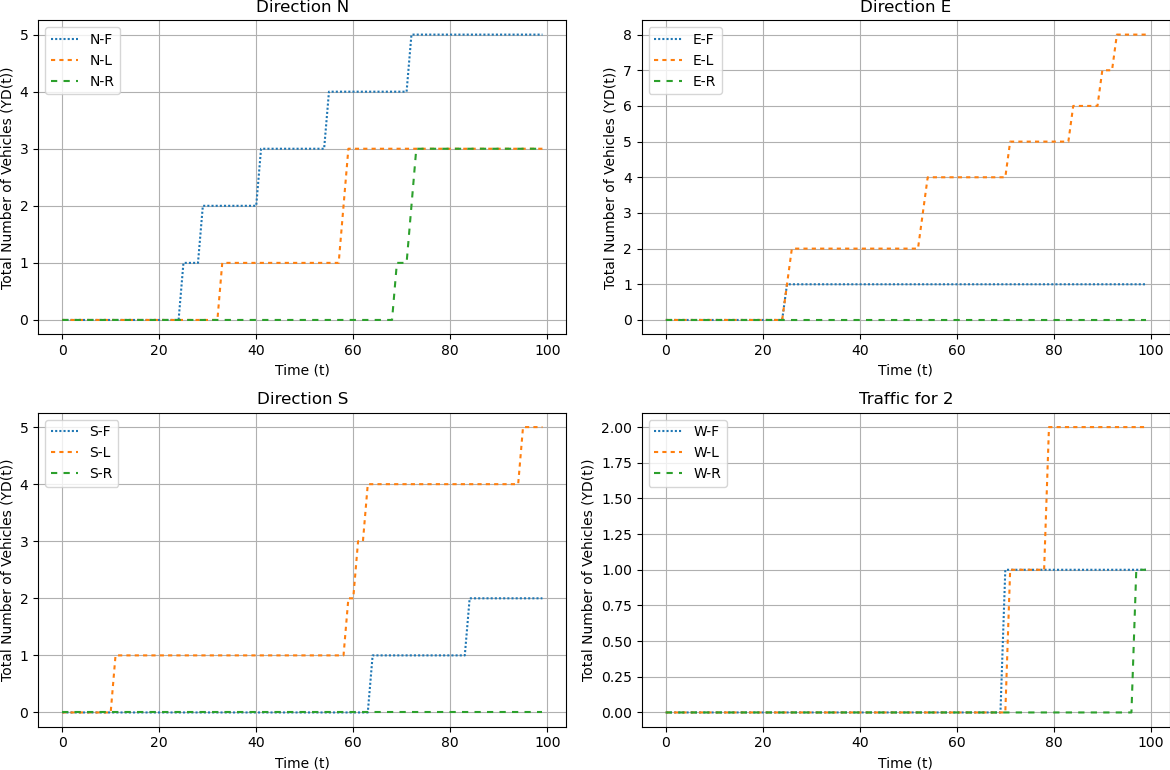 Direction N
Total Number of Vehicles (YD(t))
5
4
3
2
1
0
N-F
N-L
N-R
0 20 40 60 80 100
Time (t)
Direction E
Total Number of Vehicles (YD(t))
8
7
6
5
4
3
2
1
0
E-F
E-L
E-R
0 20 40 60 80 100
Time (t)
Direction S
Total Number of Vehicles (YD(t))
5
4
3
2
1
0
S-F
S-L
S-R
0 20 40 60 80 100
Time (t)
Traffic for 2
Total Number of Vehicles (YD(t))
2.00
1.75
1.50
1.25
1.00
0.75
0.50
0.25
0.00
W-F
W-L
W-R
0 20 40 60 80 100
Time (t)